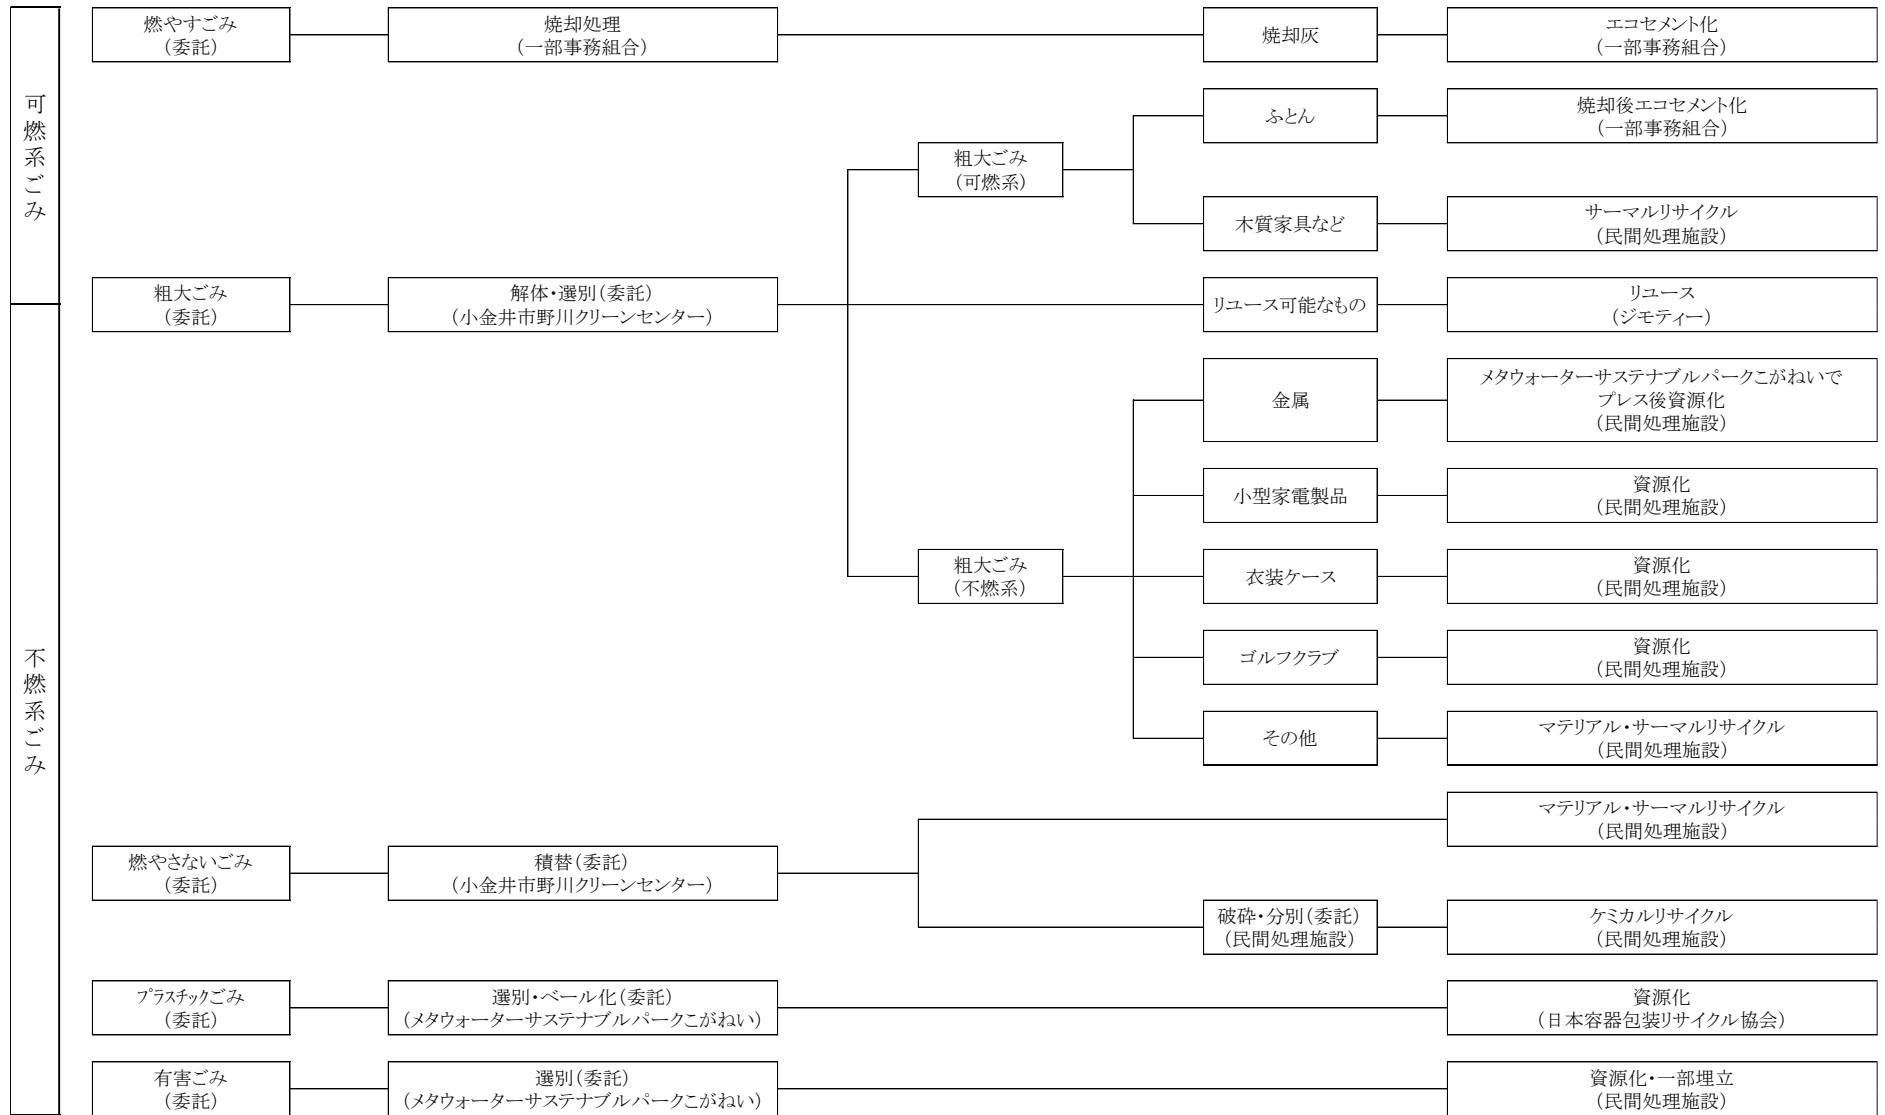 可燃系ごみ
燃やすごみ
(委託)
焼却処理
(一部事務組合)
焼却灰
エコセメント化
(一部事務組合)
粗大ごみ
(可燃系)
ふとん
焼却後エコセメント化
(一部事務組合)
木質家具など
サーマルリサイクル
(民間処理施設)
粗大ごみ
(委託)
解体・選別(委託)
(小金井市野川クリーンセンター)
リユース可能なもの
リユース
(ジモティー)
不燃系ごみ
粗大ごみ
(不燃系)
金属
メタウォーターサステナブルパークこがねいで
プレス後資源化
(民間処理施設)
小型家電製品
資源化
(民間処理施設)
衣装ケース
資源化
(民間処理施設)
ゴルフクラブ
資源化
(民間処理施設)
その他
マテリアル・サーマルリサイクル
(民間処理施設)
燃やさないごみ
(委託)
積替(委託)
(小金井市野川クリーンセンター)
マテリアル・サーマルリサイクル
(民間処理施設)
破砕・分別(委託)
(民間処理施設)
ケミカルリサイクル
(民間処理施設)
プラスチックごみ
(委託)
選別・ベール化(委託)
(メタウォーターサステナブルパークこがねい)
資源化
(日本容器包装リサイクル協会)
有害ごみ
(委託)
選別(委託)
(メタウォーターサステナブルパークこがねい)
資源化・一部埋立
(民間処理施設)